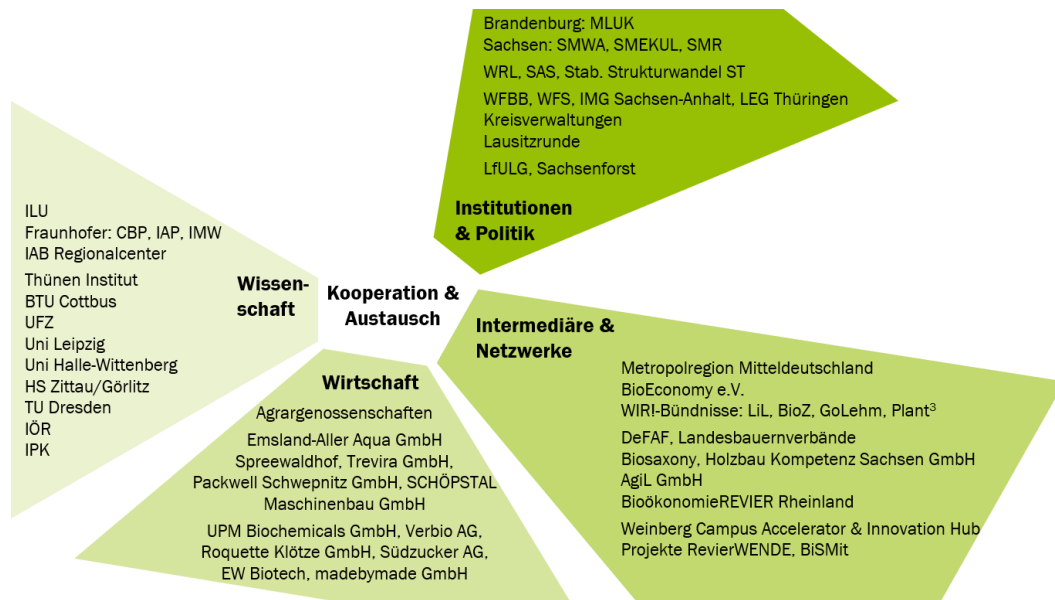 Brandenburg: MLUK
Sachsen: SMWA, SMEKUL, SMR
WRL, SAS, Stab. Strukturwandel ST
WFBB, WFS, IMG Sachsen-Anhalt, LEG Thüringen
Kreisverwaltungen
Lausitzrunde
LfULG, Sachsenforst
Institutionen
& Politik
ILU
Fraunhofer: CBP, IAP, IMW
IAB Regionalcenter
Thünen Institut
BTU Cottbus
UFZ
Uni Leipzig
Uni Halle-Wittenberg
HS Zittau/Görlitz
TU Dresden
IÖR
IPK
Wissen-
schaft
Kooperation &
Austausch
Intermediäre &
Netzwerke
Metropolregion Mitteldeutschland
BioEconomy e.V.
WIR!-Bündnisse: LiL, BioZ, GoLehm, Plant³
DeFAF, Landesbauernverbände
Biosaxony, Holzbau Kompetenz Sachsen GmbH
AgiL GmbH
BioökonomieREVIER Rheinland
Weinberg Campus Accelerator & Innovation Hub
Projekte RevierWENDE, BiSMit
Wirtschaft
Agrargenossenschaften
Emsland-Aller Aqua GmbH
Spreewaldhof, Trevira GmbH,
Packwell Schwepnitz GmbH, SCHÖPSTAL
Maschinenbau GmbH
UPM Biochemicals GmbH, Verbio AG,
Roquette Klötze GmbH, Südzucker AG,
EW Biotech, madebymade GmbH